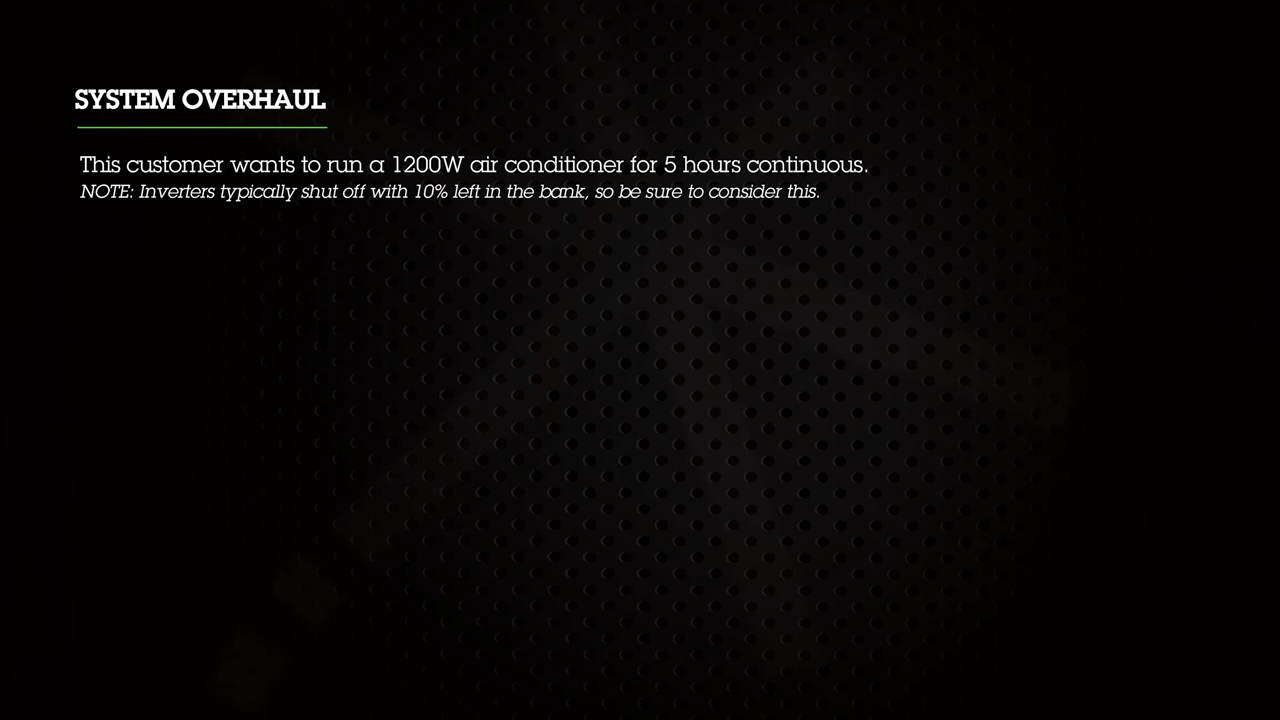 SYSTEM OVERHAUL
This customer wants to run a 1200W air conditioner for 5 hours continuous.
NOTE: Inverters typically shut off with 10% left in the bank, so be sure to consider this.